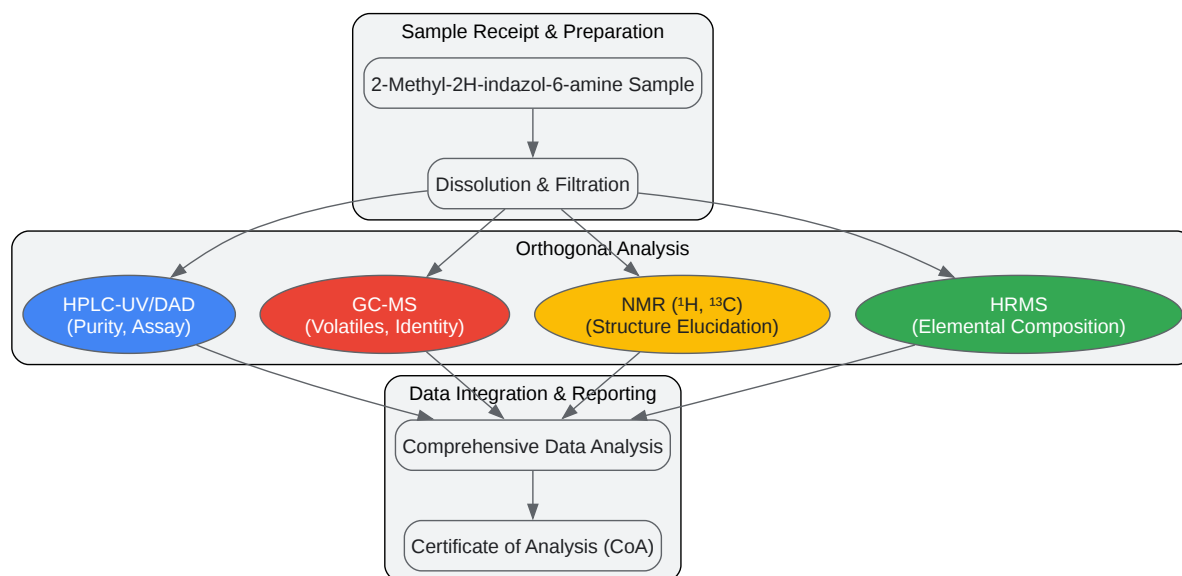 Sample Receipt & Preparation
2-Methyl-2H-indazol-6-amine Sample
Dissolution & Filtration
Orthogonal Analysis
HPLC-UV/DAD
(Purity, Assay)
GC-MS
(Volatiles, Identity)
NMR (¹H, ¹³C)
(Structure Elucidation)
HRMS
(Elemental Composition)
Data Integration & Reporting
Comprehensive Data Analysis
Certificate of Analysis (CoA)